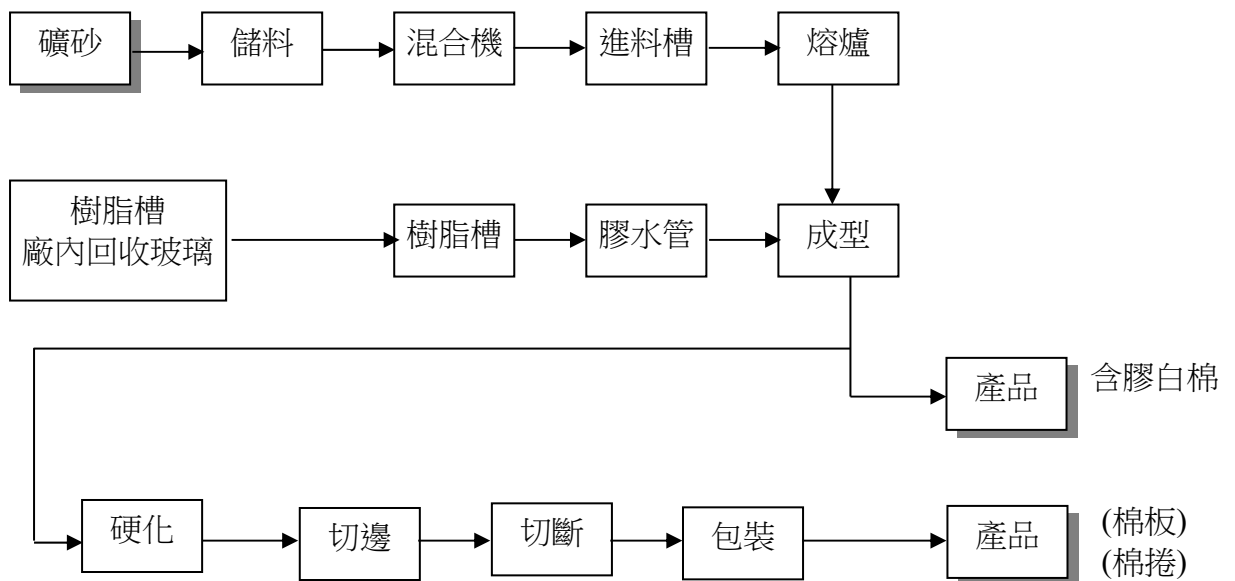 礦砂
儲料
混合機
進料槽
熔爐
樹脂槽
廠內回收玻璃
樹脂槽
膠水管
成型
產品
含膠白棉
硬化
切邊
切斷
包裝
產品
(棉板)
(棉捲)